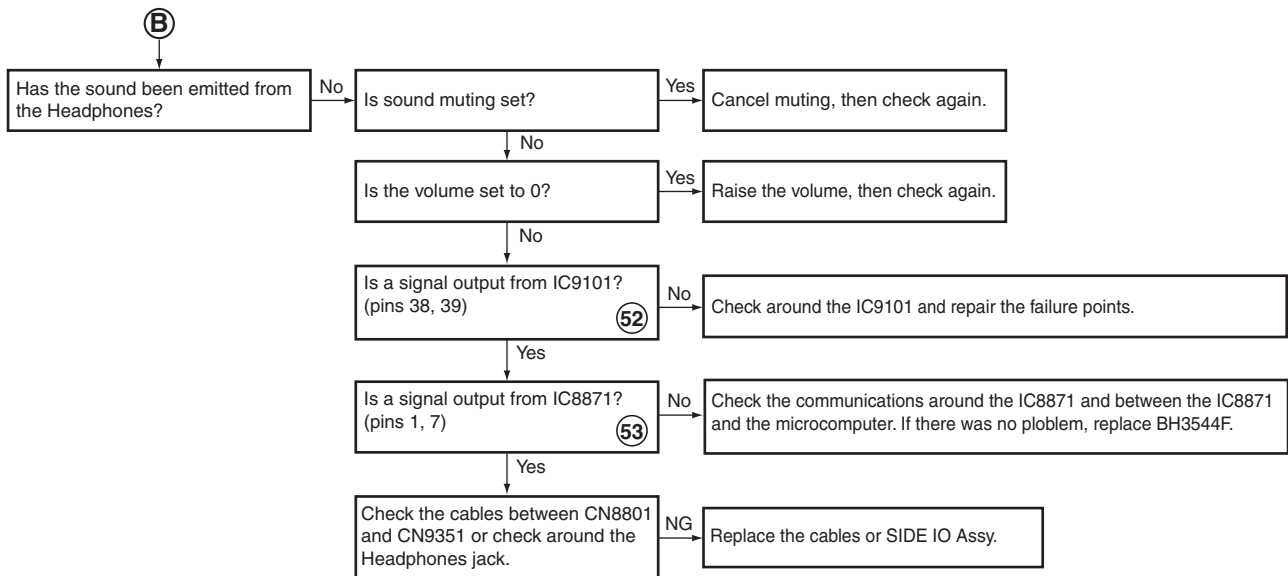 B
Has the sound been emitted from
the Headphones?
No
Is sound muting set?
Yes
Cancel muting, then check again.
No
Is the volume set to 0?
Yes
Raise the volume, then check again.
No
Is a signal output from IC9101?
(pins 38, 39)
52
No
Check around the IC9101 and repair the failure points.
Yes
Is a signal output from IC8871?
(pins 1, 7)
53
No
Check the communications around the IC8871 and between the IC8871
and the microcomputer. If there was no ploblem, replace BH3544F.
Yes
Check the cables between CN8801
and CN9351 or check around the
Headphones jack.
NG
Replace the cables or SIDE IO Assy.